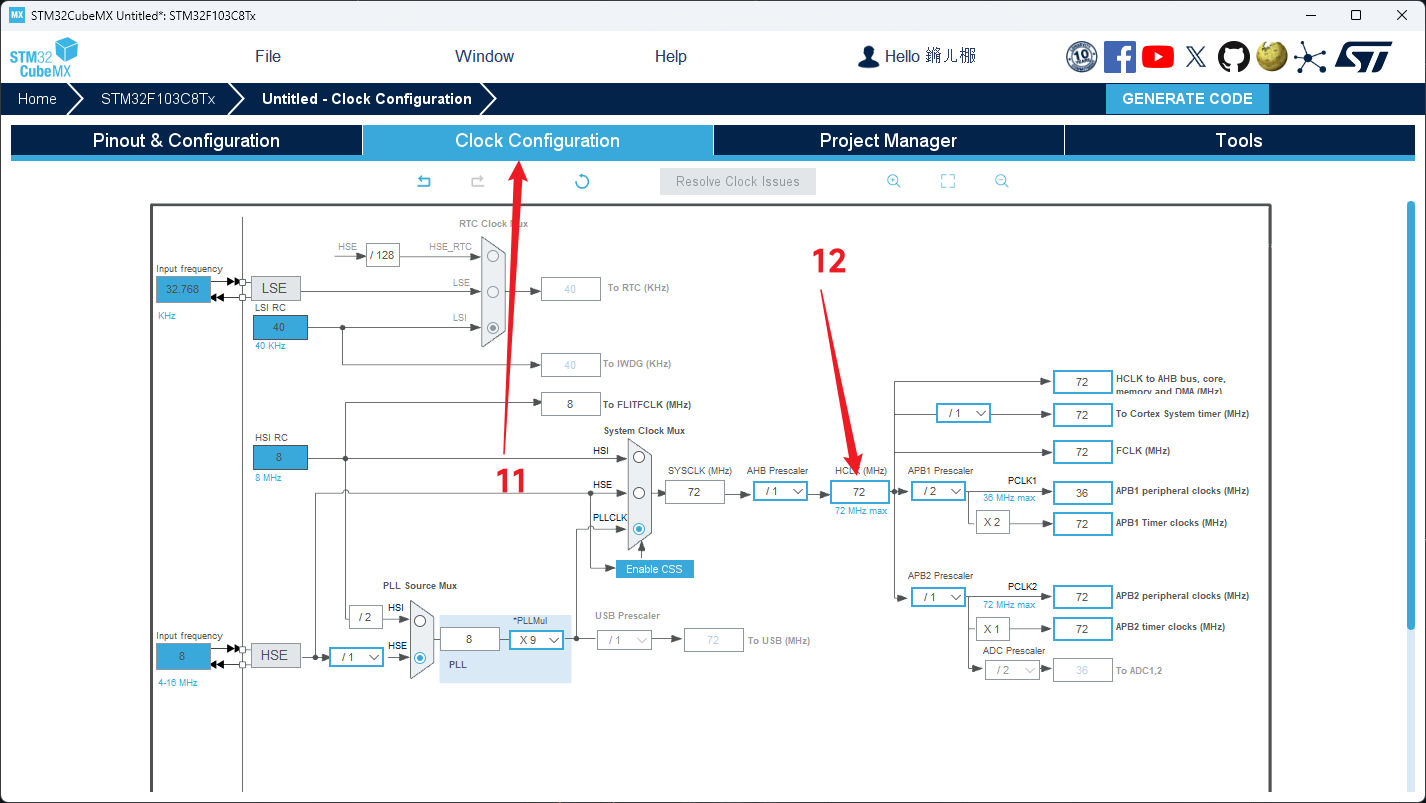 MX STM32CubeMX Untitled*: STM32F103C8Tx
STM32
CubeMX
File
Window
Help
Hello 鏅儿棚
10
YEARS
Home
STM32F103C8Tx
Untitled - Clock Configuration
GENERATE CODE
Pinout & Configuration
Clock Configuration
Project Manager
Tools
Resolve Clock Issues
RTC Clock Mux
HSE
/ 128
HSE_RTC
Input frequency
32.768
KHz
LSE
LSE
40
To RTC (KHz)
LSI RC
40
40 KHz
LSI
40
To IWDG (KHz)
8
To FLITFCLK (MHz)
HSI RC
8
8 MHz
System Clock Mux
HSI
HSE
PLLCLK
Enable CSS
SYSCLK (MHz)
72
AHB Prescaler
/ 1
HCLK (MHz)
72
72 MHz max
11
12
72
HCLK to AHB bus, core,
memory and DMA (MHz)
/ 1
72
To Cortex System timer (MHz)
72
FCLK (MHz)
APB1 Prescaler
/ 2
PCLK1
36 MHz max
36
APB1 peripheral clocks (MHz)
X 2
72
APB1 Timer clocks (MHz)
APB2 Prescaler
/ 1
PCLK2
72 MHz max
72
APB2 peripheral clocks (MHz)
X 1
72
APB2 timer clocks (MHz)
ADC Prescaler
/ 2
36
To ADC1,2
PLL Source Mux
/ 2
HSI
Input frequency
8
4-16 MHz
HSE
/ 1
HSE
8
PLL
*PLLMul
X 9
USB Prescaler
/ 1
72
To USB (MHz)